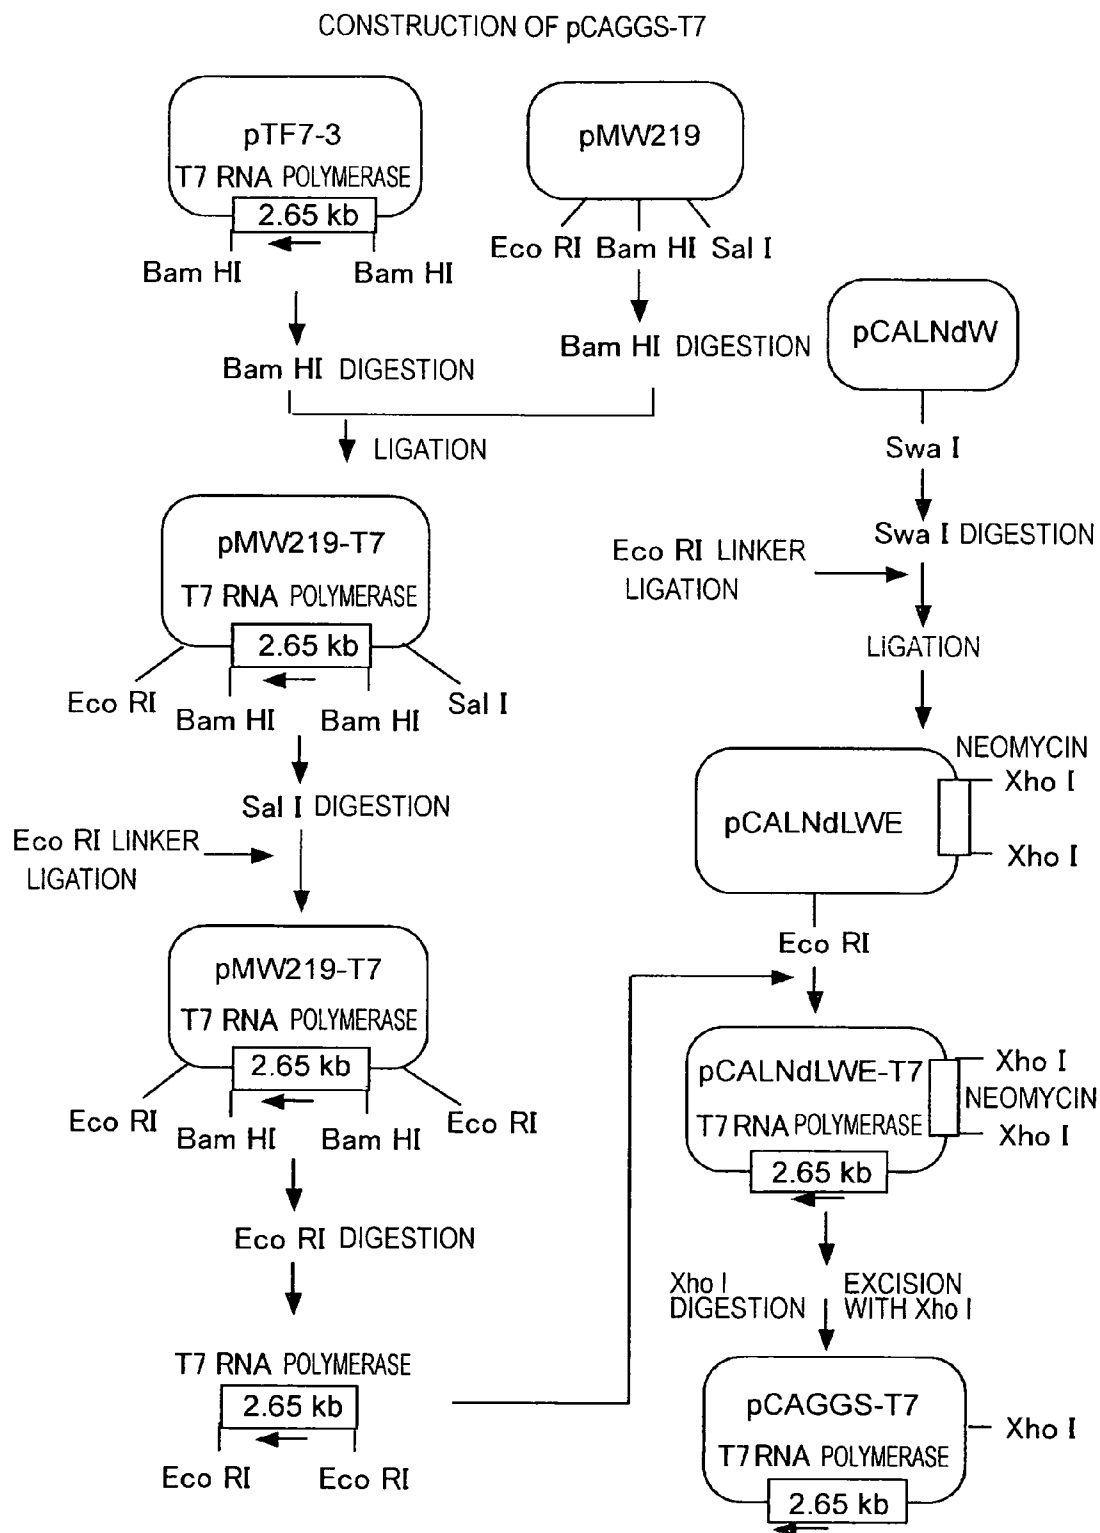 CONSTRUCTION OF pCAGGS-T7
pTF7-3
T7 RNA POLYMERASE
2.65 kb
Bam HI
Bam HI
pMW219
Eco RI Bam HI Sal I
Bam HI DIGESTION
Bam HI DIGESTION
LIGATION
pMW219-T7
T7 RNA POLYMERASE
2.65 kb
Eco RI
Bam HI
Bam HI
Sal I
Sal I DIGESTION
Eco RI LINKER
LIGATION
pMW219-T7
T7 RNA POLYMERASE
2.65 kb
Eco RI
Bam HI
Bam HI
Eco RI
Eco RI DIGESTION
T7 RNA POLYMERASE
2.65 kb
Eco RI
Eco RI
pCALNdW
Swa I
Swa I DIGESTION
Eco RI LINKER
LIGATION
LIGATION
NEOMYCIN
Xho I
pCALNdLWE
Xho I
Eco RI
pCALNdLWE-T7
T7 RNA POLYMERASE
2.65 kb
Xho I
NEOMYCIN
Xho I
Xho I
DIGESTION
EXCISION
WITH Xho I
pCAGGS-T7
T7 RNA POLYMERASE
2.65 kb
Xho I